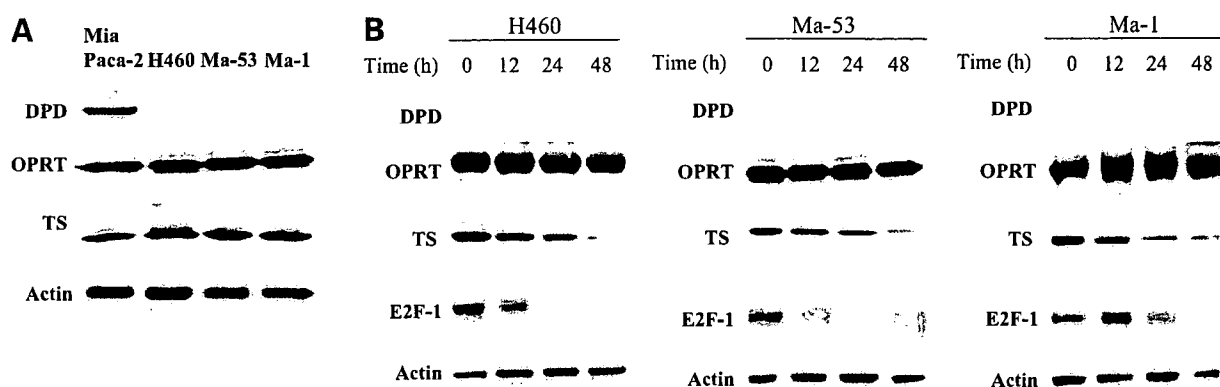 A
Mia
Paca-2 H460 Ma-53 Ma-1
DPD
OPRT
TS
Actin
B
H460
Time (h) 0 12 24 48
DPD
OPRT
TS
E2F-1
Actin
Ma-53
Time (h) 0 12 24 48
DPD
OPRT
TS
E2F-1
Actin
Ma-1
Time (h) 0 12 24 48
DPD
OPRT
TS
E2F-1
Actin